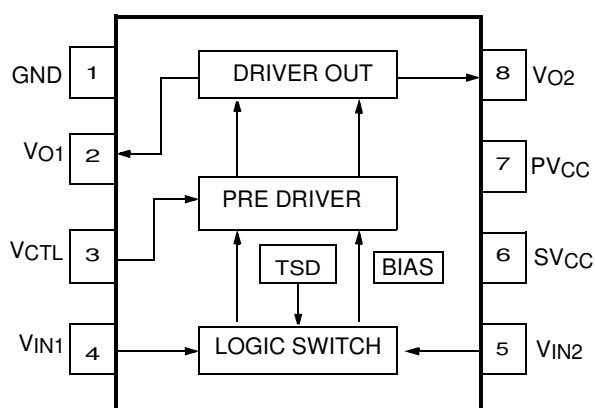 GND 1 DRIVER OUT 8 VO2
VO1 2 7 PVCC
VCTL 3 PRE DRIVER 6 SVCC
TSD BIAS
VIN1 4 LOGIC SWITCH 5 VIN2